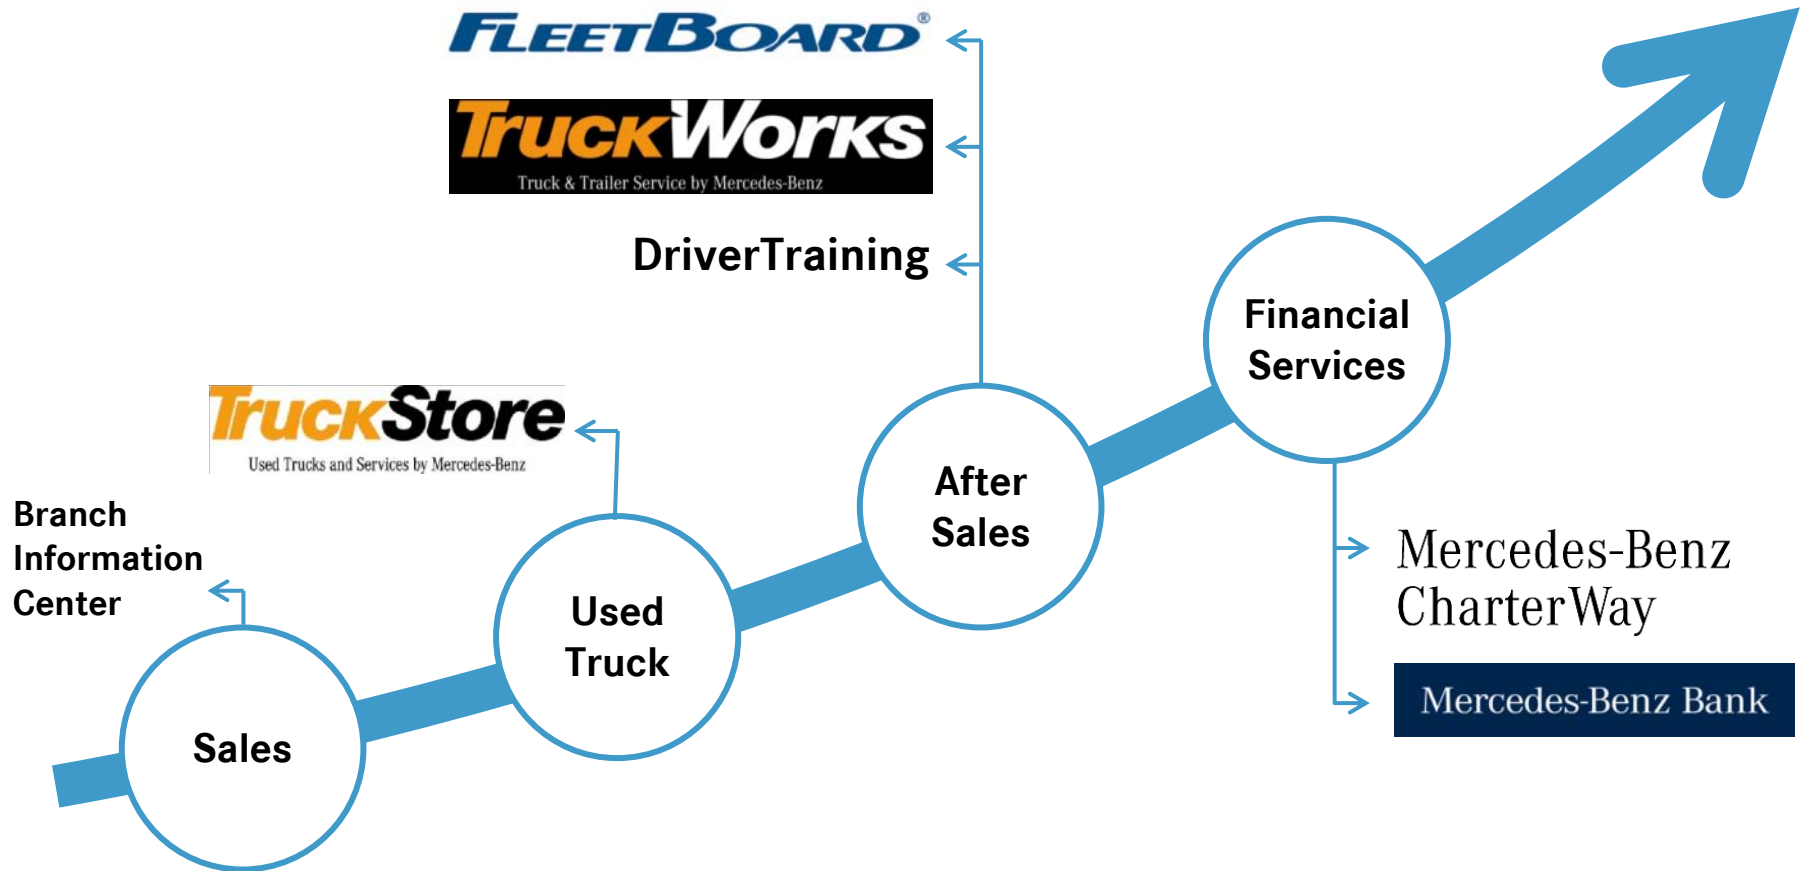 FLEETBOARD®
TruckWorks
Truck & Trailer Service by Mercedes-Benz
DriverTraining
Financial
Services
TruckStore
Used Trucks and Services by Mercedes-Benz
After
Sales
Branch
Information
Center
Mercedes-Benz
CharterWay
Used
Truck
Mercedes-Benz Bank
Sales